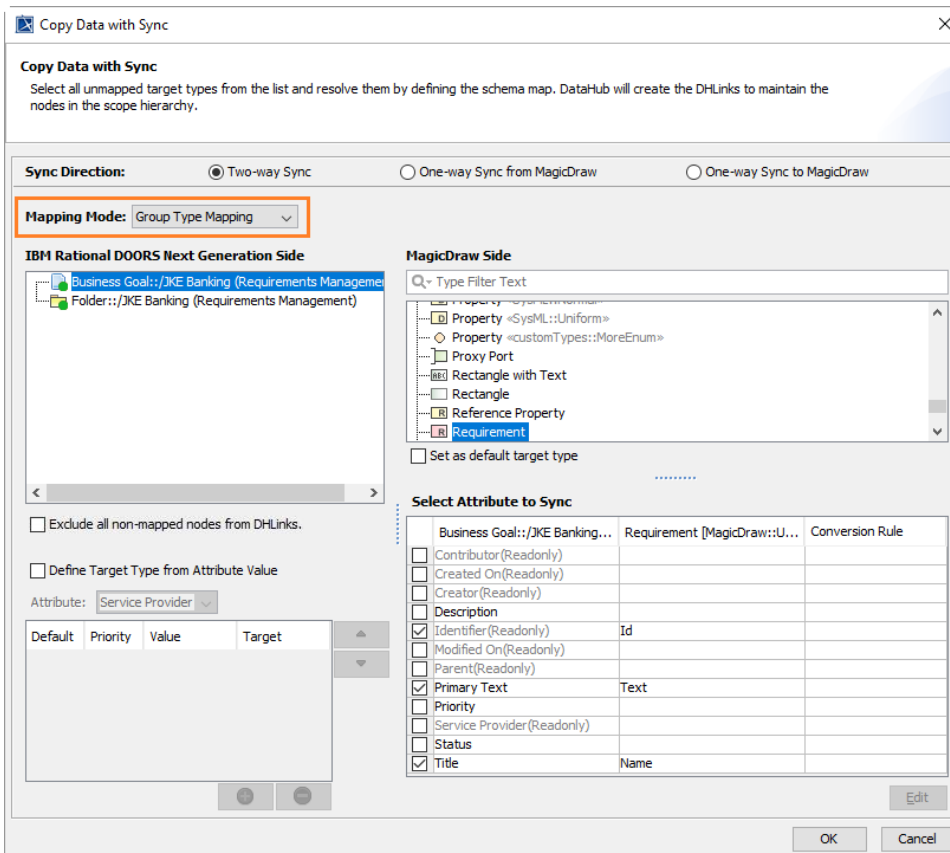 Copy Data with Sync
Copy Data with Sync
Select all unmapped target types from the list and resolve them by defining the schema map. DataHub will create the DHLinks to maintain the
nodes in the scope hierarchy.
Sync Direction: Two-way Sync One-way Sync from MagicDraw One-way Sync to MagicDraw
Mapping Mode: Group Type Mapping
IBM Rational DOORS Next Generation Side
Business Goal::/JKE Banking (Requirements Managemen
Folder::/JKE Banking (Requirements Management)
Exclude all non-mapped nodes from DHLinks.
Define Target Type from Attribute Value
Attribute: Service Provider
Default Priority Value Target
MagicDraw Side
Type Filter Text
Property «SysML::Normal»
Property «SysML::Uniform»
Property «customTypes::MoreEnum»
Proxy Port
Rectangle with Text
Rectangle
Reference Property
Requirement
Set as default target type
Select Attribute to Sync
Business Goal::/JKE Banking... Requirement [MagicDraw::U... Conversion Rule
Contributor(Readonly)
Created On(Readonly)
Creator(Readonly)
Description
Identifier(Readonly) Id
Modified On(Readonly)
Parent(Readonly)
Primary Text Text
Priority
Service Provider(Readonly)
Status
Title Name
Edit
OK Cancel